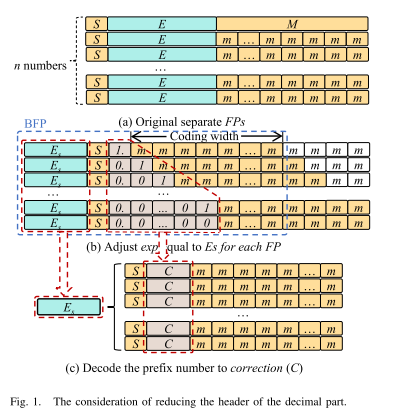 S E M
S E m ... m m m m
S E m ... m m m m
n numbers
...
S E m ... m m m m
S E m ... m m m m
(a) Original separate FPs
BFP
Coding width
Es S 1. m m m m m ... m m m m m
Es S 0. 1 m m m m ... m m m m m
Es S 0. 0 1 m m m ... m m m m m
...
Es S 0. 0 ... 0 1 m ... m m m m m
Es S 0. 0 ... 0 0 m ... m m m m m
(b) Adjust exp equal to Es for each FP
S C m m m m m ... m
S C m m m m m ... m
S C m m m m m ... m
Es
...
S C m m m m m ... m
S C m m m m m ... m
(c) Decode the prefix number to correction (C)
Fig. 1. The consideration of reducing the header of the decimal part.